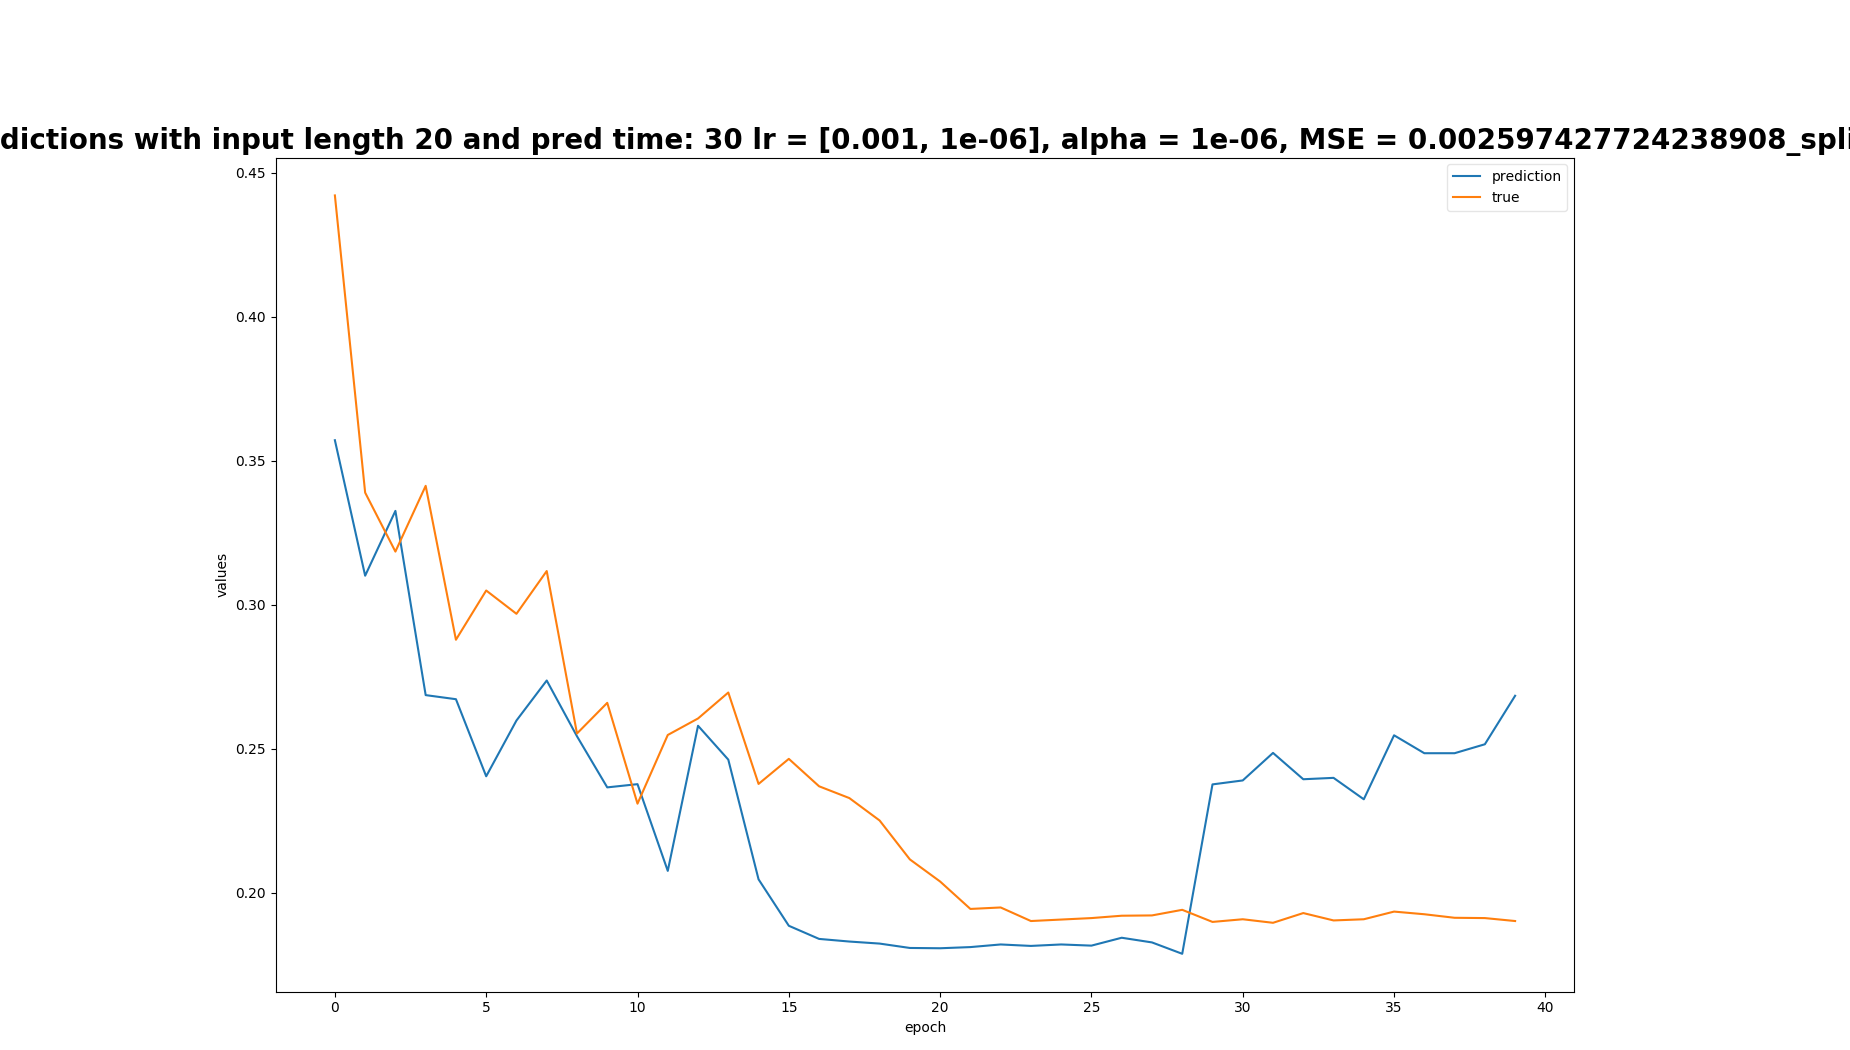 dictions with input length 20 and pred time: 30 lr = [0.001, 1e-06], alpha = 1e-06, MSE = 0.002597427724238908_spli
prediction
true
0.45
0.40
0.35
0.30
0.25
0.20
values
0 5 10 15 20 25 30 35 40
epoch